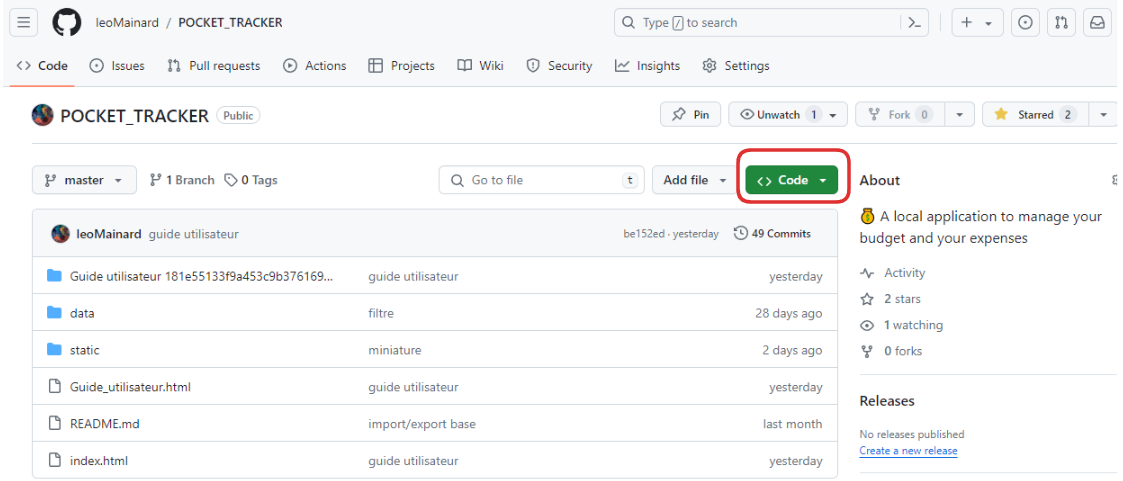 leoMainard / POCKET_TRACKER
Type / to search
Code Issues Pull requests Actions Projects Wiki Security Insights Settings
POCKET_TRACKER Public
Pin Unwatch 1 Fork 0 Starred 2
master 1 Branch 0 Tags Go to file t Add file Code
leoMainard guide utilisateur be152ed · yesterday 49 Commits
Guide utilisateur 181e55133f9a453c9b376169... guide utilisateur yesterday
data filtre 28 days ago
static miniature 2 days ago
Guide_utilisateur.html guide utilisateur yesterday
README.md import/export base last month
index.html guide utilisateur yesterday
About
A local application to manage your
budget and your expenses
Activity
2 stars
1 watching
0 forks
Releases
No releases published
Create a new release